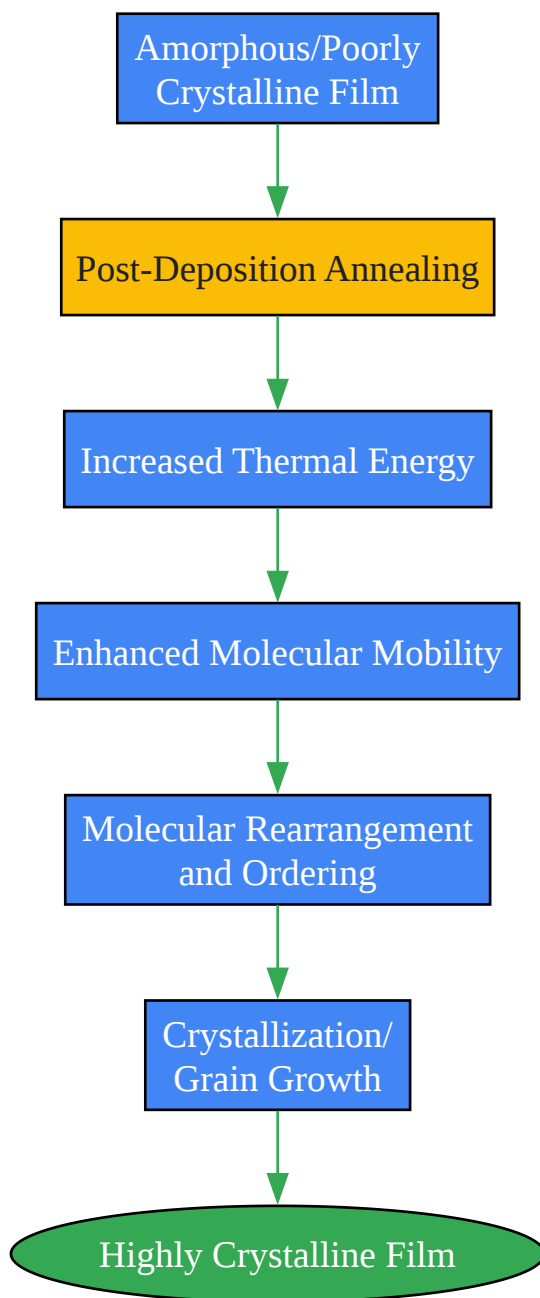 Amorphous/Poorly
Crystalline Film
Post-Deposition Annealing
Increased Thermal Energy
Enhanced Molecular Mobility
Molecular Rearrangement
and Ordering
Crystallization/
Grain Growth
Highly Crystalline Film